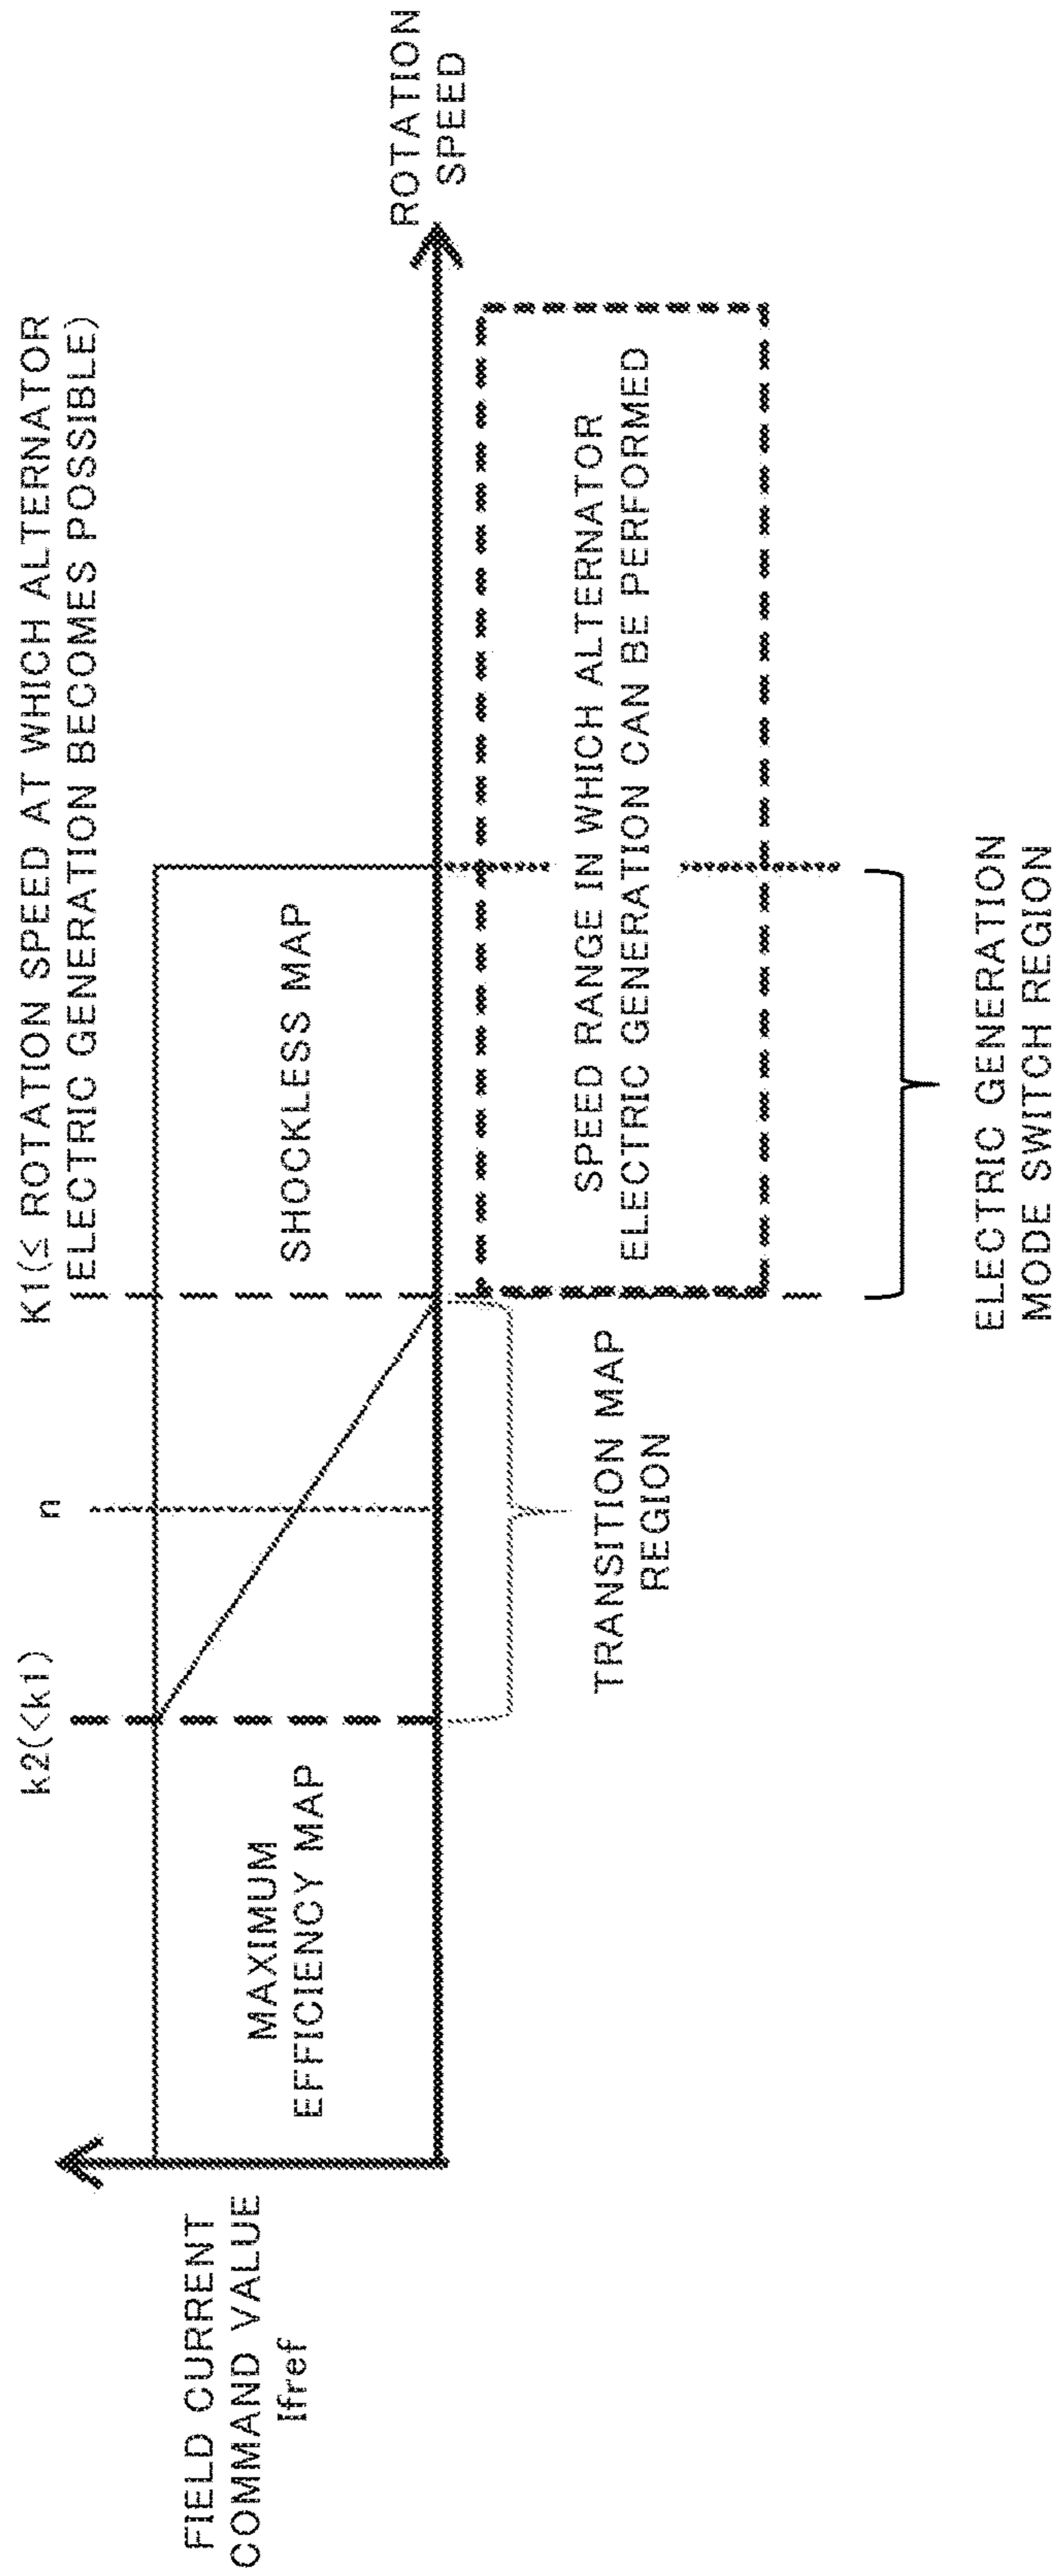 k2(<k1)
n
K1(≤ ROTATION SPEED AT WHICH ALTERNATOR
ELECTRIC GENERATION BECOMES POSSIBLE)
FIELD CURRENT
COMMAND VALUE
Ifref
MAXIMUM
EFFICIENCY MAP
SHOCKLESS MAP
ROTATION
SPEED
TRANSITION MAP
REGION
SPEED RANGE IN WHICH ALTERNATOR
ELECTRIC GENERATION CAN BE PERFORMED
ELECTRIC GENERATION
MODE SWITCH REGION